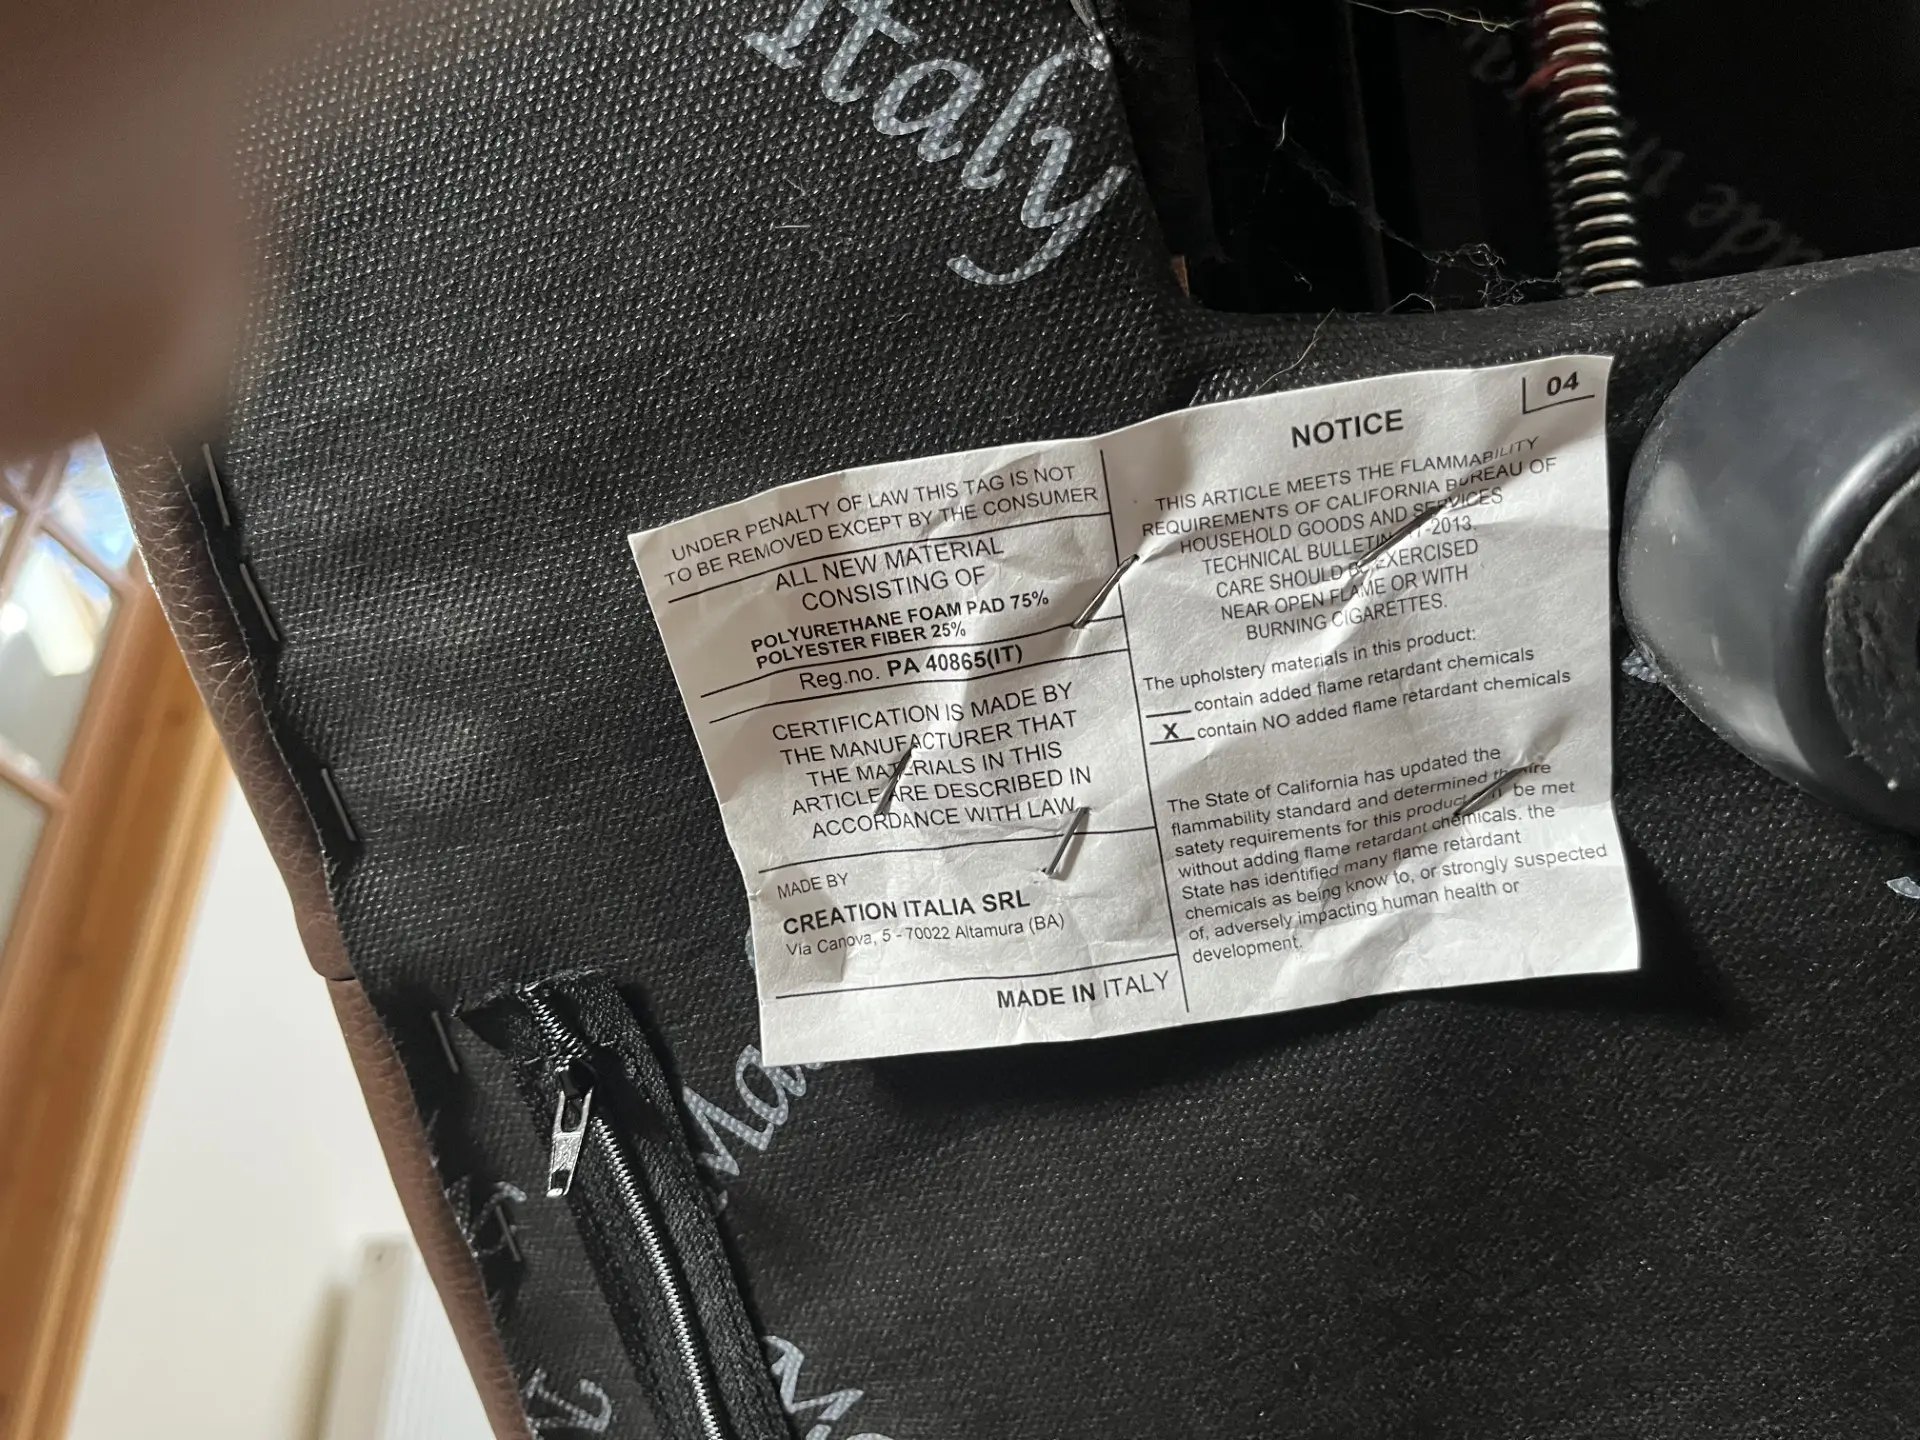 Italy
UNDER PENALTY OF LAW THIS TAG IS NOT
TO BE REMOVED EXCEPT BY THE CONSUMER
ALL NEW MATERIAL
CONSISTING OF
POLYURETHANE FOAM PAD 75%
POLYESTER FIBER 25%
Reg.no. PA 40865(IT)
CERTIFICATION IS MADE BY
THE MANUFACTURER THAT
THE MATERIALS IN THIS
ARTICLE ARE DESCRIBED IN
ACCORDANCE WITH LAW
MADE BY
CREATION ITALIA SRL
Via Canova, 5 - 70022 Altamura (BA)
MADE IN ITALY
04
NOTICE
THIS ARTICLE MEETS THE FLAMMABILITY
REQUIREMENTS OF CALIFORNIA BUREAU OF
HOUSEHOLD GOODS AND SERVICES
TECHNICAL BULLETIN -2013.
CARE SHOULD BE EXERCISED
NEAR OPEN FLAME OR WITH
BURNING CIGARETTES.
The upholstery materials in this product:
contain added flame retardant chemicals
X contain NO added flame retardant chemicals
The State of California has updated the
flammability standard and determined the fire
safety requirements for this product be met
without adding flame retardant chemicals. the
State has identified many flame retardant
chemicals as being know to, or strongly suspected
of, adversely impacting human health or
development.
Ma